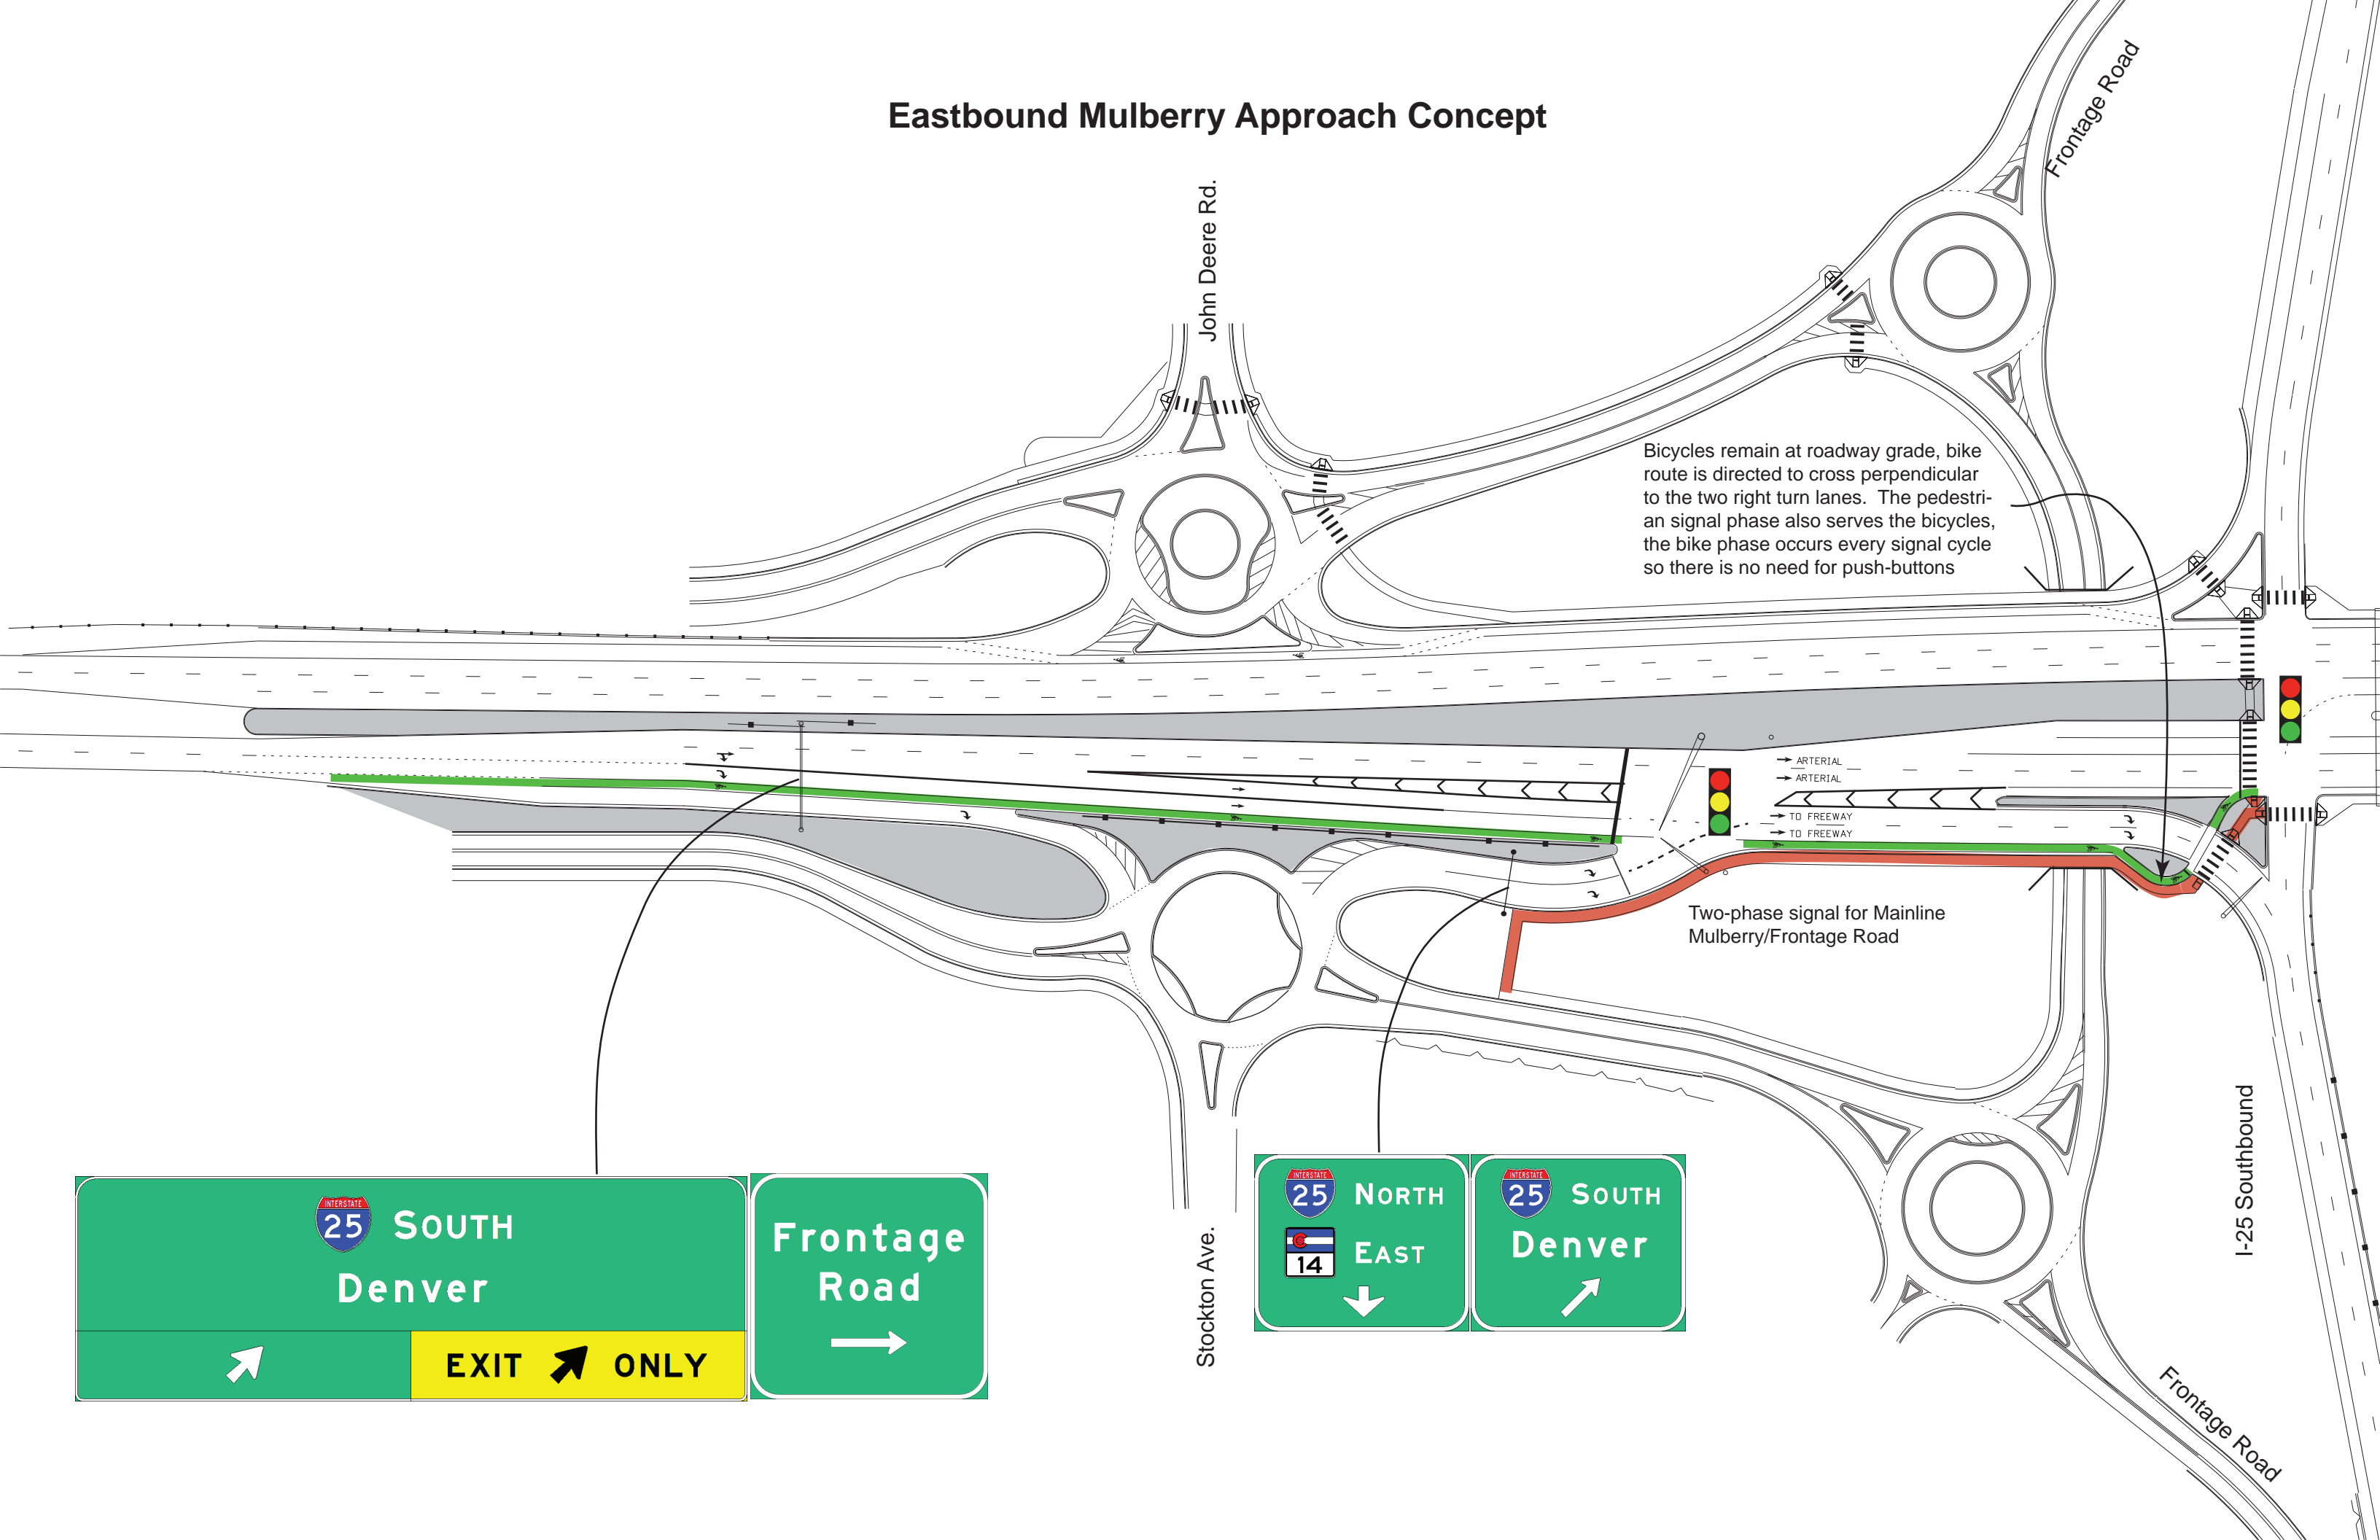 Eastbound Mulberry Approach Concept
Frontage Road
John Deere Rd.
Bicycles remain at roadway grade, bike
route is directed to cross perpendicular
to the two right turn lanes.  The pedestri-
an signal phase also serves the bicycles,
the bike phase occurs every signal cycle
so there is no need for push-buttons
ARTERIAL
ARTERIAL
TO FREEWAY
TO FREEWAY
Two-phase signal for Mainline
Mulberry/Frontage Road
I-25 Southbound
INTERSTATE
25 SOUTH
Denver
EXIT ONLY
Frontage
Road
Stockton Ave.
INTERSTATE
25 NORTH
14 EAST
INTERSTATE
25 SOUTH
Denver
Frontage Road